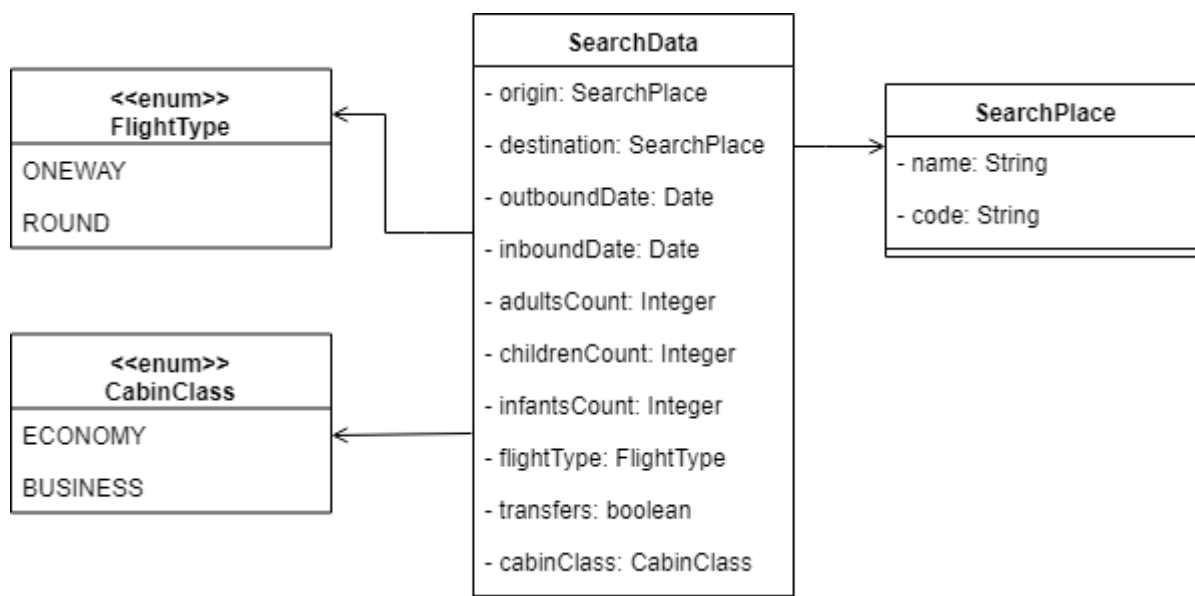 <<enum>>
FlightType
ONEWAY
ROUND
<<enum>>
CabinClass
ECONOMY
BUSINESS
SearchData
- origin: SearchPlace
- destination: SearchPlace
- outboundDate: Date
- inboundDate: Date
- adultsCount: Integer
- childrenCount: Integer
- infantsCount: Integer
- flightType: FlightType
- transfers: boolean
- cabinClass: CabinClass
SearchPlace
- name: String
- code: String